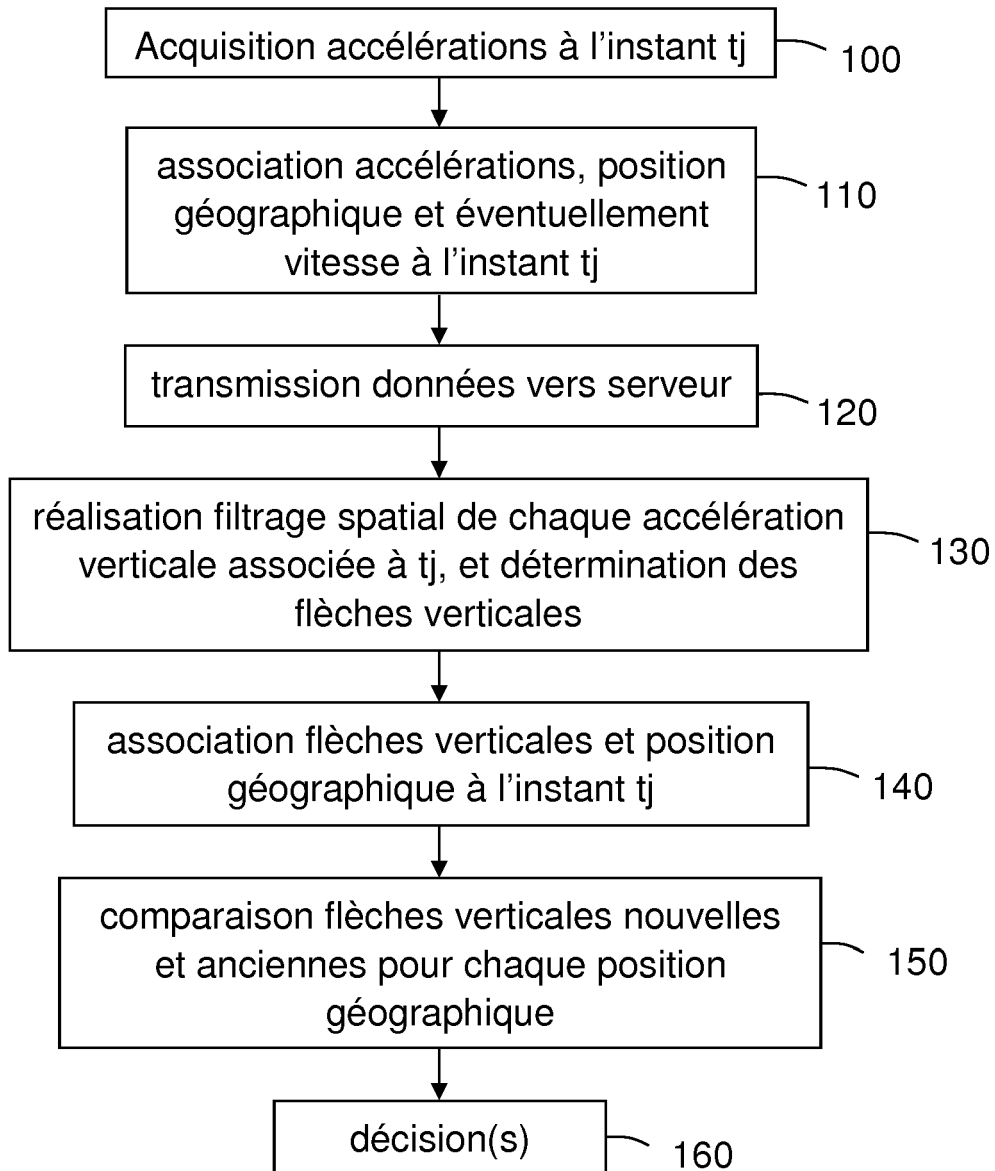 Acquisition accélérations à l'instant tj
100
association accélérations, position
géographique et éventuellement
vitesse à l'instant tj
110
transmission données vers serveur
120
réalisation filtrage spatial de chaque accélération
verticale associée à tj, et détermination des
flèches verticales
130
association flèches verticales et position
géographique à l'instant tj
140
comparaison flèches verticales nouvelles
et anciennes pour chaque position
géographique
150
décision(s)
160